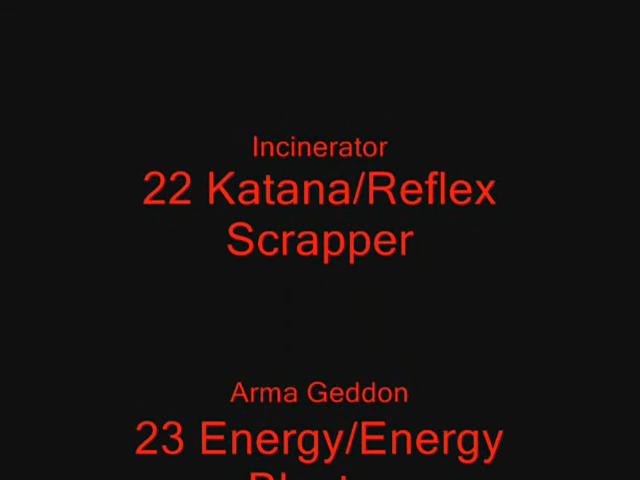 Incinerator
22 Katana/Reflex
Scrapper
Arma Geddon
23 Energy/Energy